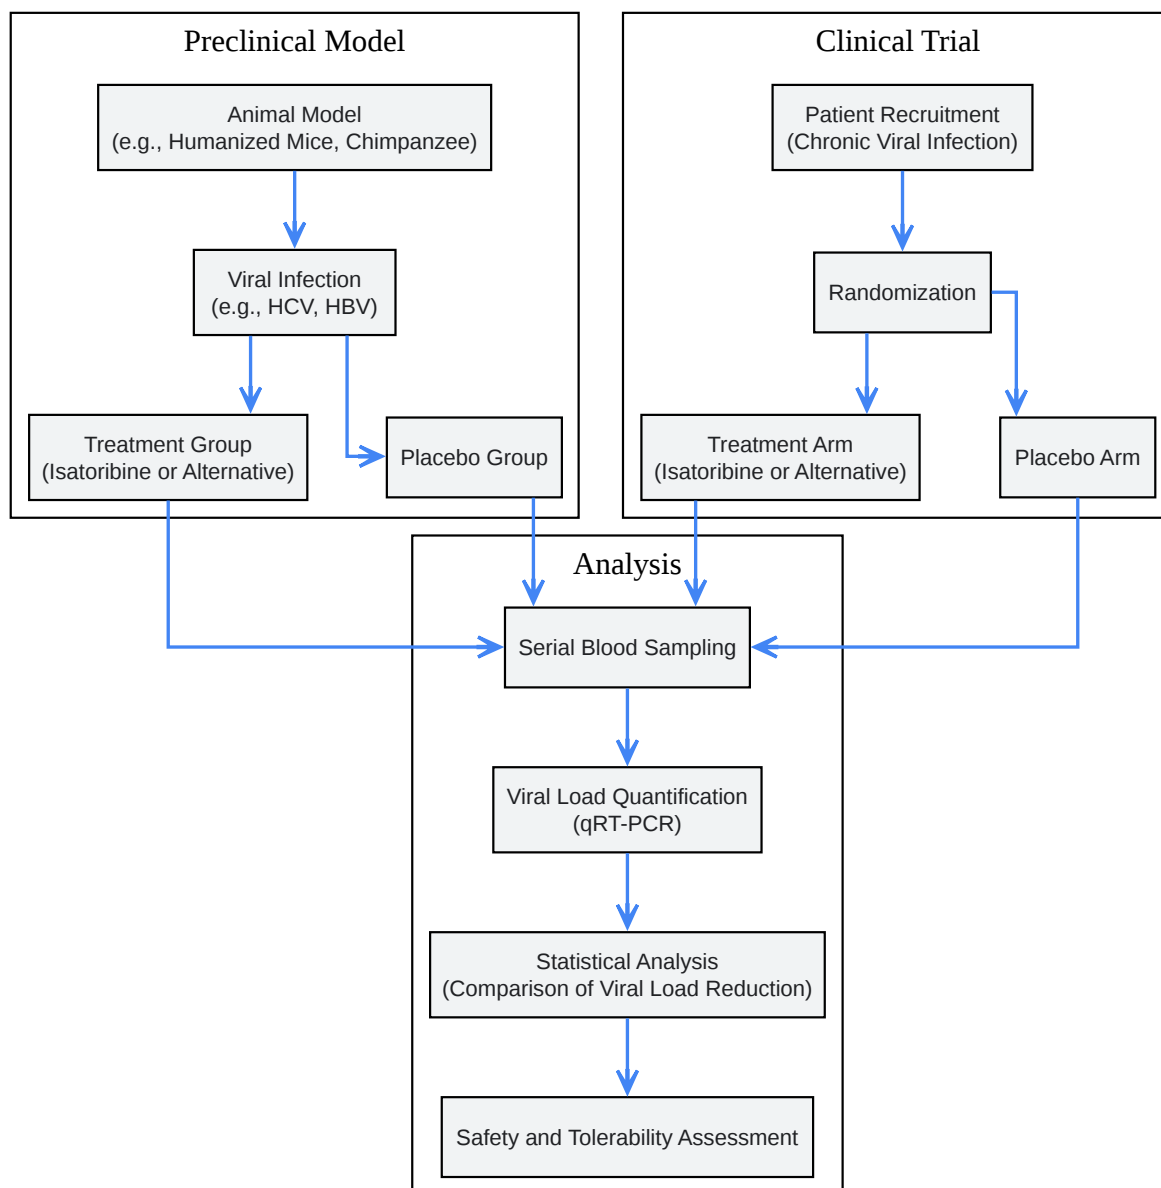 Preclinical Model
Animal Model
(e.g., Humanized Mice, Chimpanzee)
Viral Infection
(e.g., HCV, HBV)
Treatment Group
(Isatoribine or Alternative)
Placebo Group
Clinical Trial
Patient Recruitment
(Chronic Viral Infection)
Randomization
Treatment Arm
(Isatoribine or Alternative)
Placebo Arm
Analysis
Serial Blood Sampling
Viral Load Quantification
(qRT-PCR)
Statistical Analysis
(Comparison of Viral Load Reduction)
Safety and Tolerability Assessment